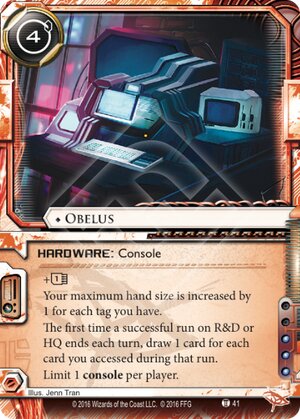 4
◆ Obelus
HARDWARE: Console
+1
Your maximum hand size is increased by
1 for each tag you have.
The first time a successful run on R&D or
HQ ends each turn, draw 1 card for each
card you accessed during that run.
Limit 1 console per player.
Illus. Jenn Tran
© 2016 Wizards of the Coast LLC. © 2016 FFG
41